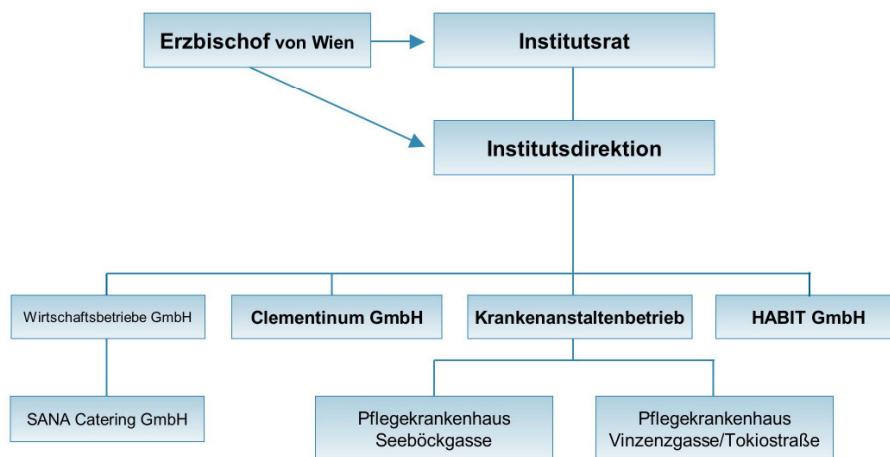 Erzbischof von Wien
Institutsrat
Institutsdirektion
Wirtschaftsbetriebe GmbH
Clementinum GmbH
Krankenanstaltenbetrieb
HABIT GmbH
SANA Catering GmbH
Pflegekrankenhaus
Seeböckgasse
Pflegekrankenhaus
Vinzenzgasse/Tokiostraße